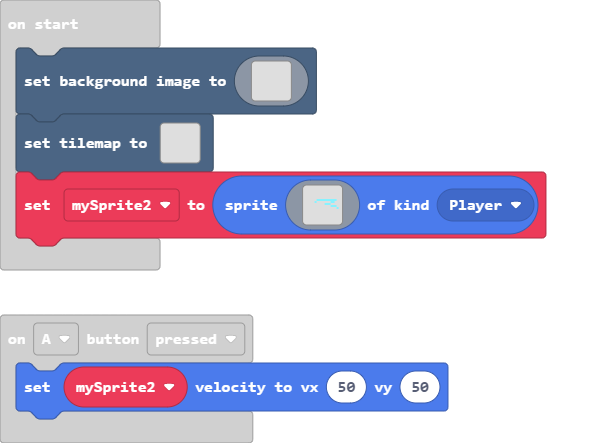 on start
set background image to
set tilemap to
set mySprite2 to sprite of kind Player
on A button pressed
set mySprite2 velocity to vx 50 vy 50